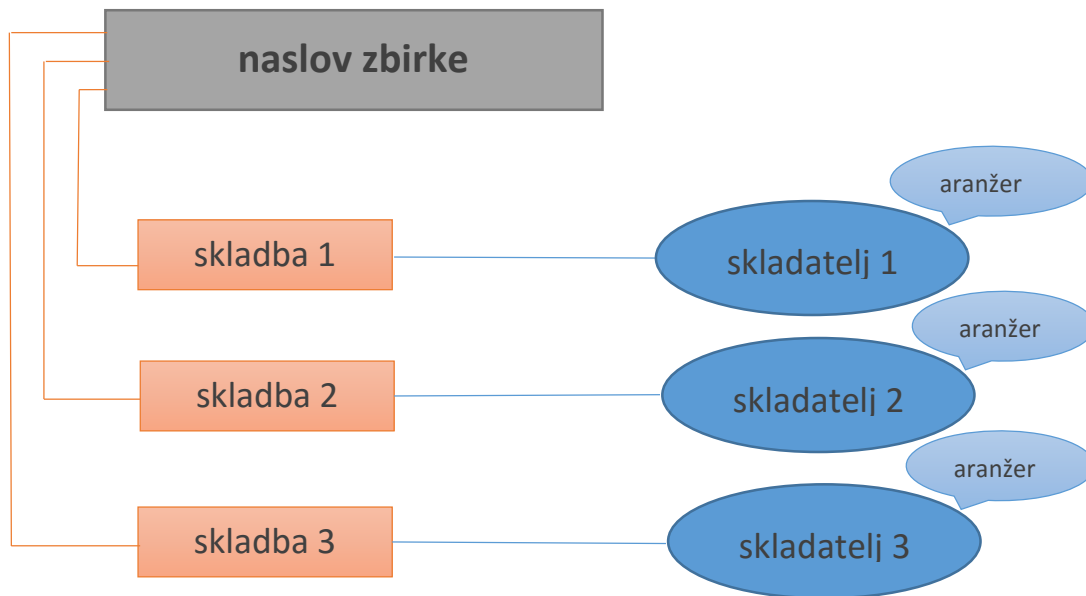 naslov zbirke
aranžer
skladba 1
skladatelj 1
aranžer
skladba 2
skladatelj 2
aranžer
skladba 3
skladatelj 3